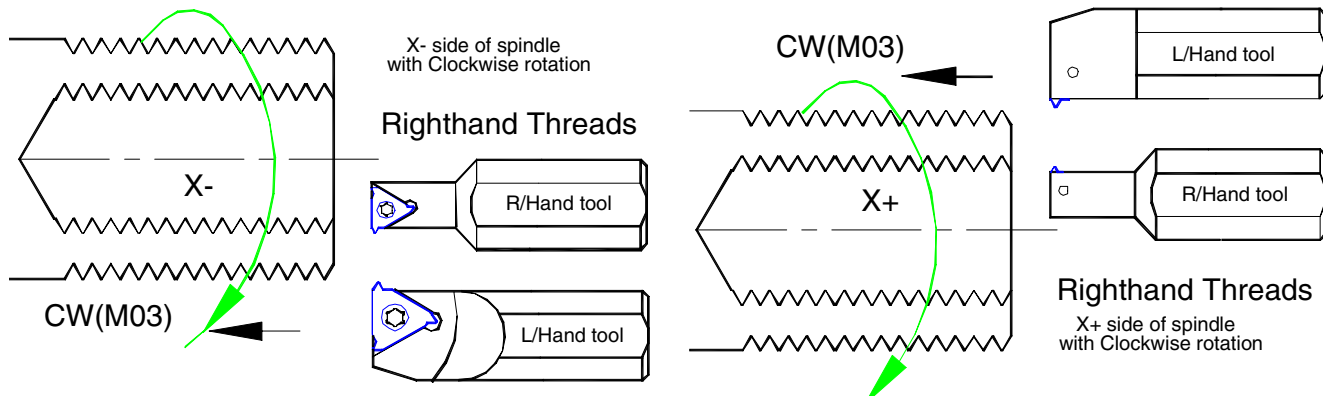 X- side of spindle
with Clockwise rotation
Righthand Threads
X-
R/Hand tool
CW(M03)
L/Hand tool
CW(M03)
L/Hand tool
X+
R/Hand tool
Righthand Threads
X+ side of spindle
with Clockwise rotation